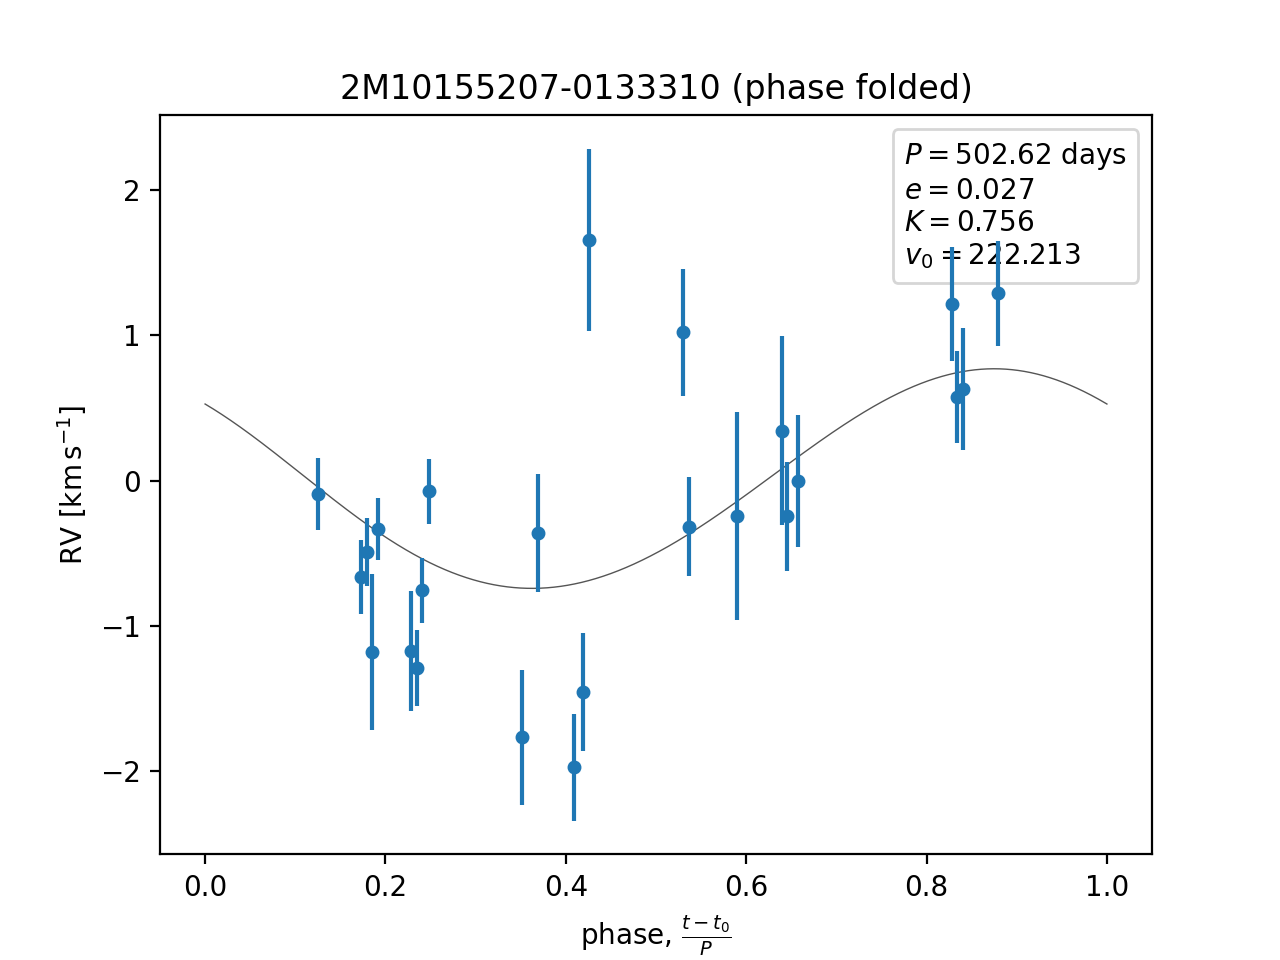 2M10155207-0133310 (phase folded)
P = 502.62 days
e = 0.027
K = 0.756
v₀ = 222.213
2
1
0
−1
−2
RV [km s⁻¹]
0.0 0.2 0.4 0.6 0.8 1.0
phase, (t − t₀)/P